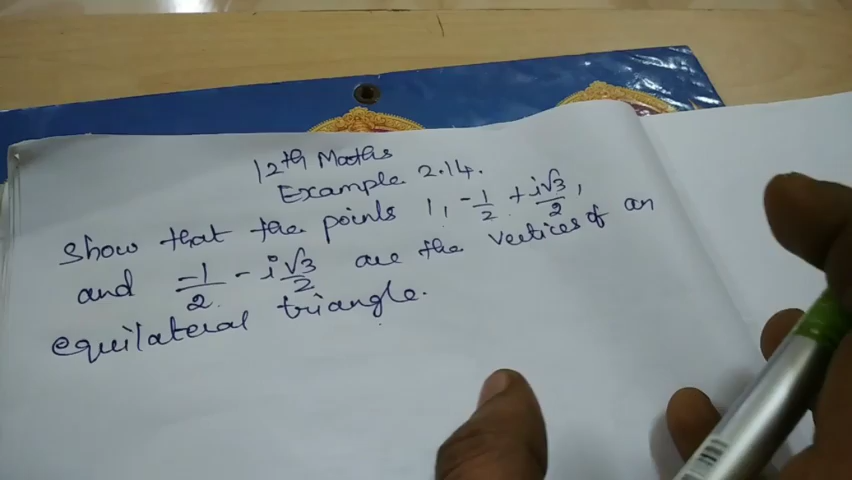 12th Maths
Example 2.14.
Show that the points 1, -1/2 + i√3/2,
and -1/2 - i√3/2 are the vertices of an
equilateral triangle.